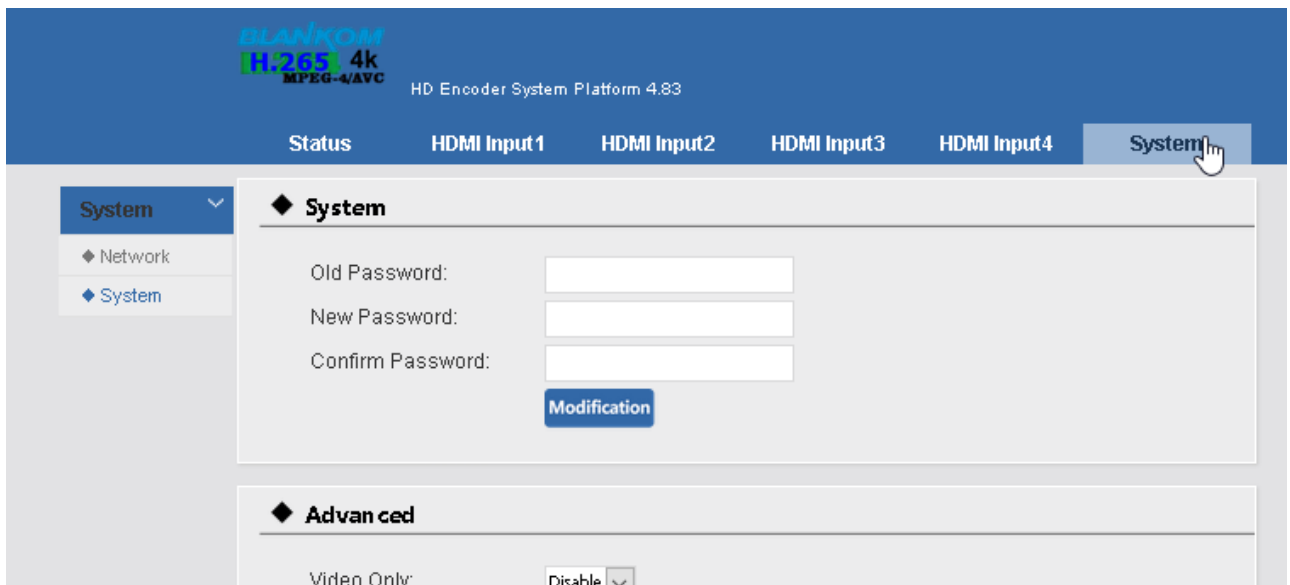 BLANKOM
H.265 4k
MPEG-4/AVC
HD Encoder System Platform 4.83
Status HDMI Input1 HDMI Input2 HDMI Input3 HDMI Input4 System
System
◆ Network
◆ System
◆ System
Old Password:
New Password:
Confirm Password:
Modification
◆ Advanced
Video Only: Disable